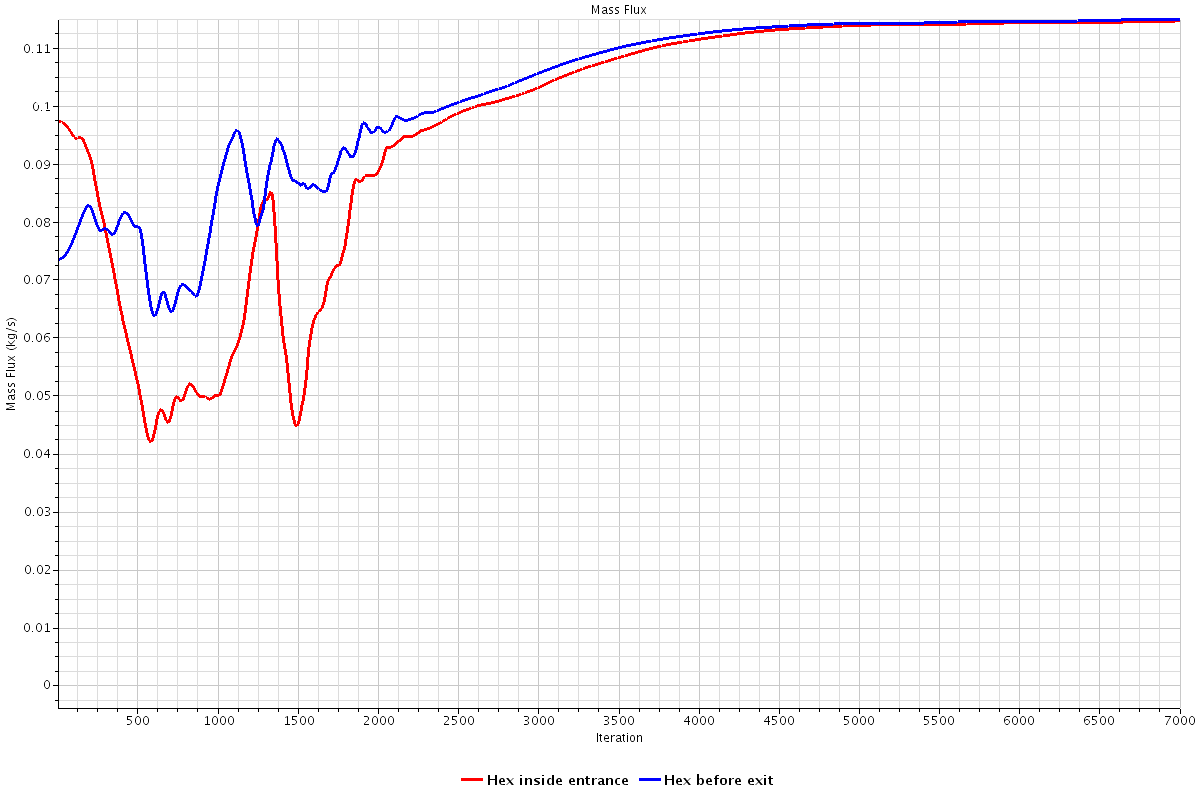 Mass Flux
Mass Flux (kg/s)
0.11
0.1
0.09
0.08
0.07
0.06
0.05
0.04
0.03
0.02
0.01
0
500 1000 1500 2000 2500 3000 3500 4000 4500 5000 5500 6000 6500 7000
Iteration
Hex inside entrance Hex before exit